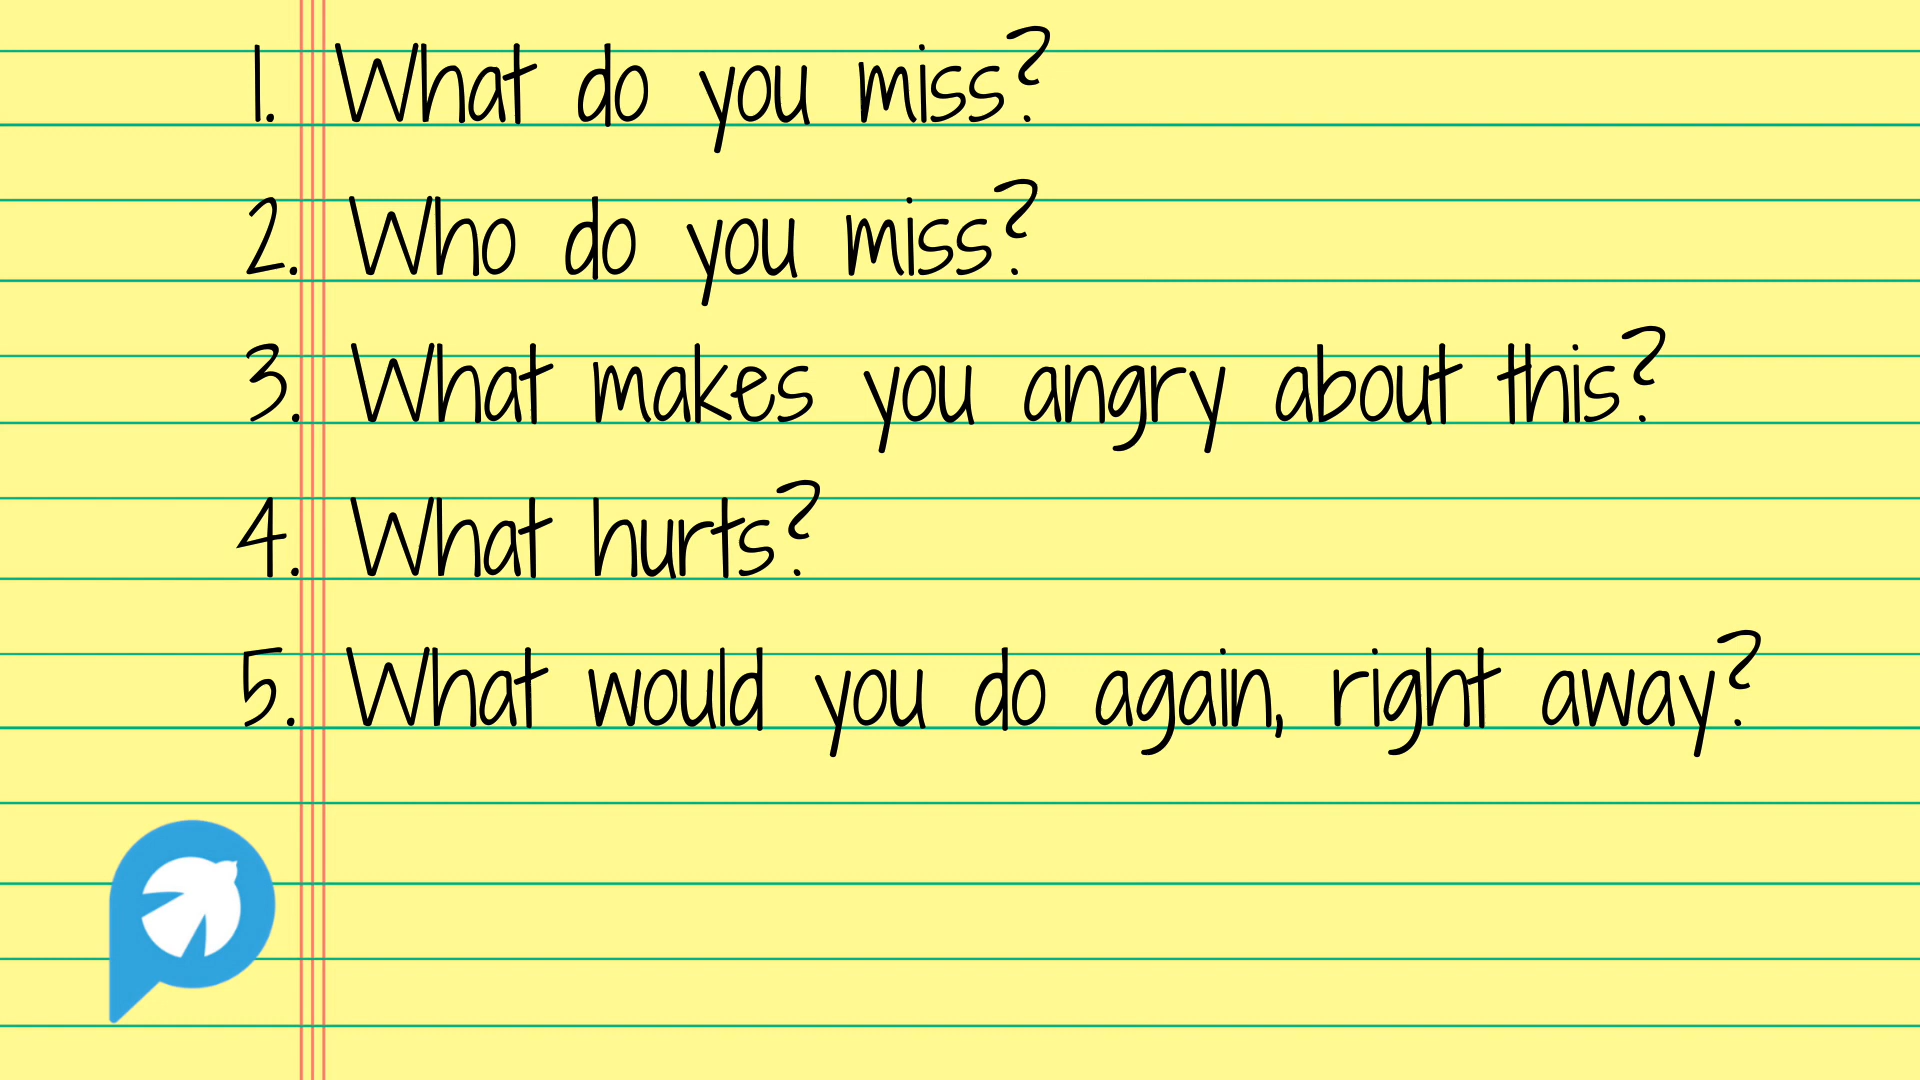 1. What do you miss?
2. Who do you miss?
3. What makes you angry about this?
4. What hurts?
5. What would you do again, right away?